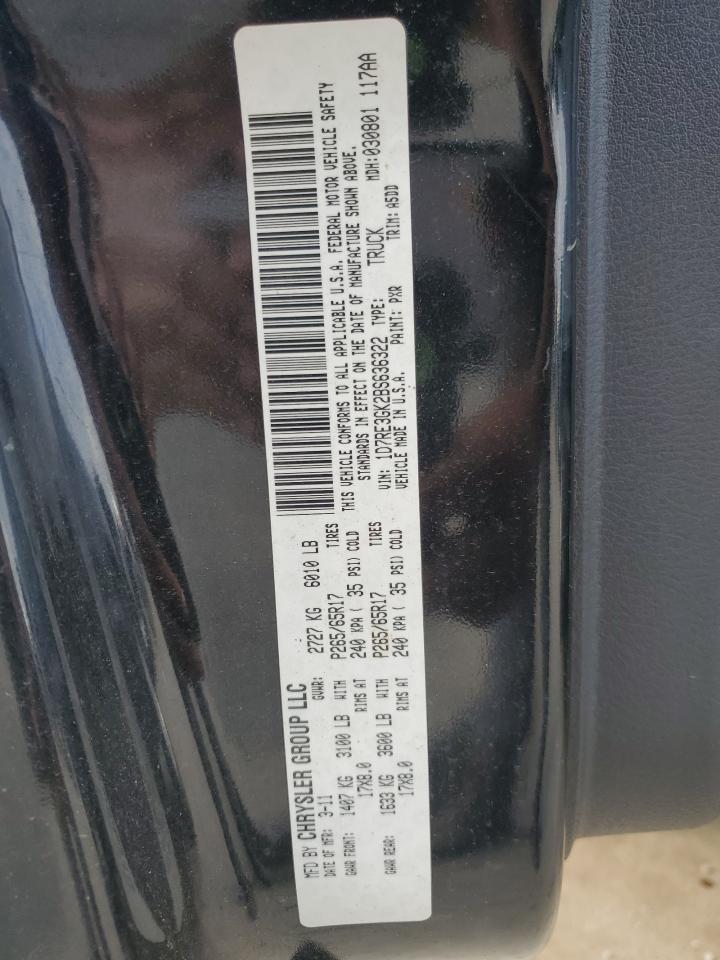 MFD BY CHRYSLER GROUP LLC
DATE OF MFR: 3-11 GVWR: 2727 KG 6010 LB
GAWR FRONT: 1407 KG 3100 LB WITH P265/65R17 TIRES
17X8.0 RIMS AT 240 KPA ( 35 PSI) COLD
GAWR REAR: 1633 KG 3600 LB WITH P265/65R17 TIRES
17X8.0 RIMS AT 240 KPA ( 35 PSI) COLD
THIS VEHICLE CONFORMS TO ALL APPLICABLE U.S.A. FEDERAL MOTOR VEHICLE SAFETY
STANDARDS IN EFFECT ON THE DATE OF MANUFACTURE SHOWN ABOVE.
MDH:030801 117AA
VIN: 1D7RE3GK2BS636322 TYPE: TRUCK
VEHICLE MADE IN U.S.A. PAINT: PXR TRIM: A5DD